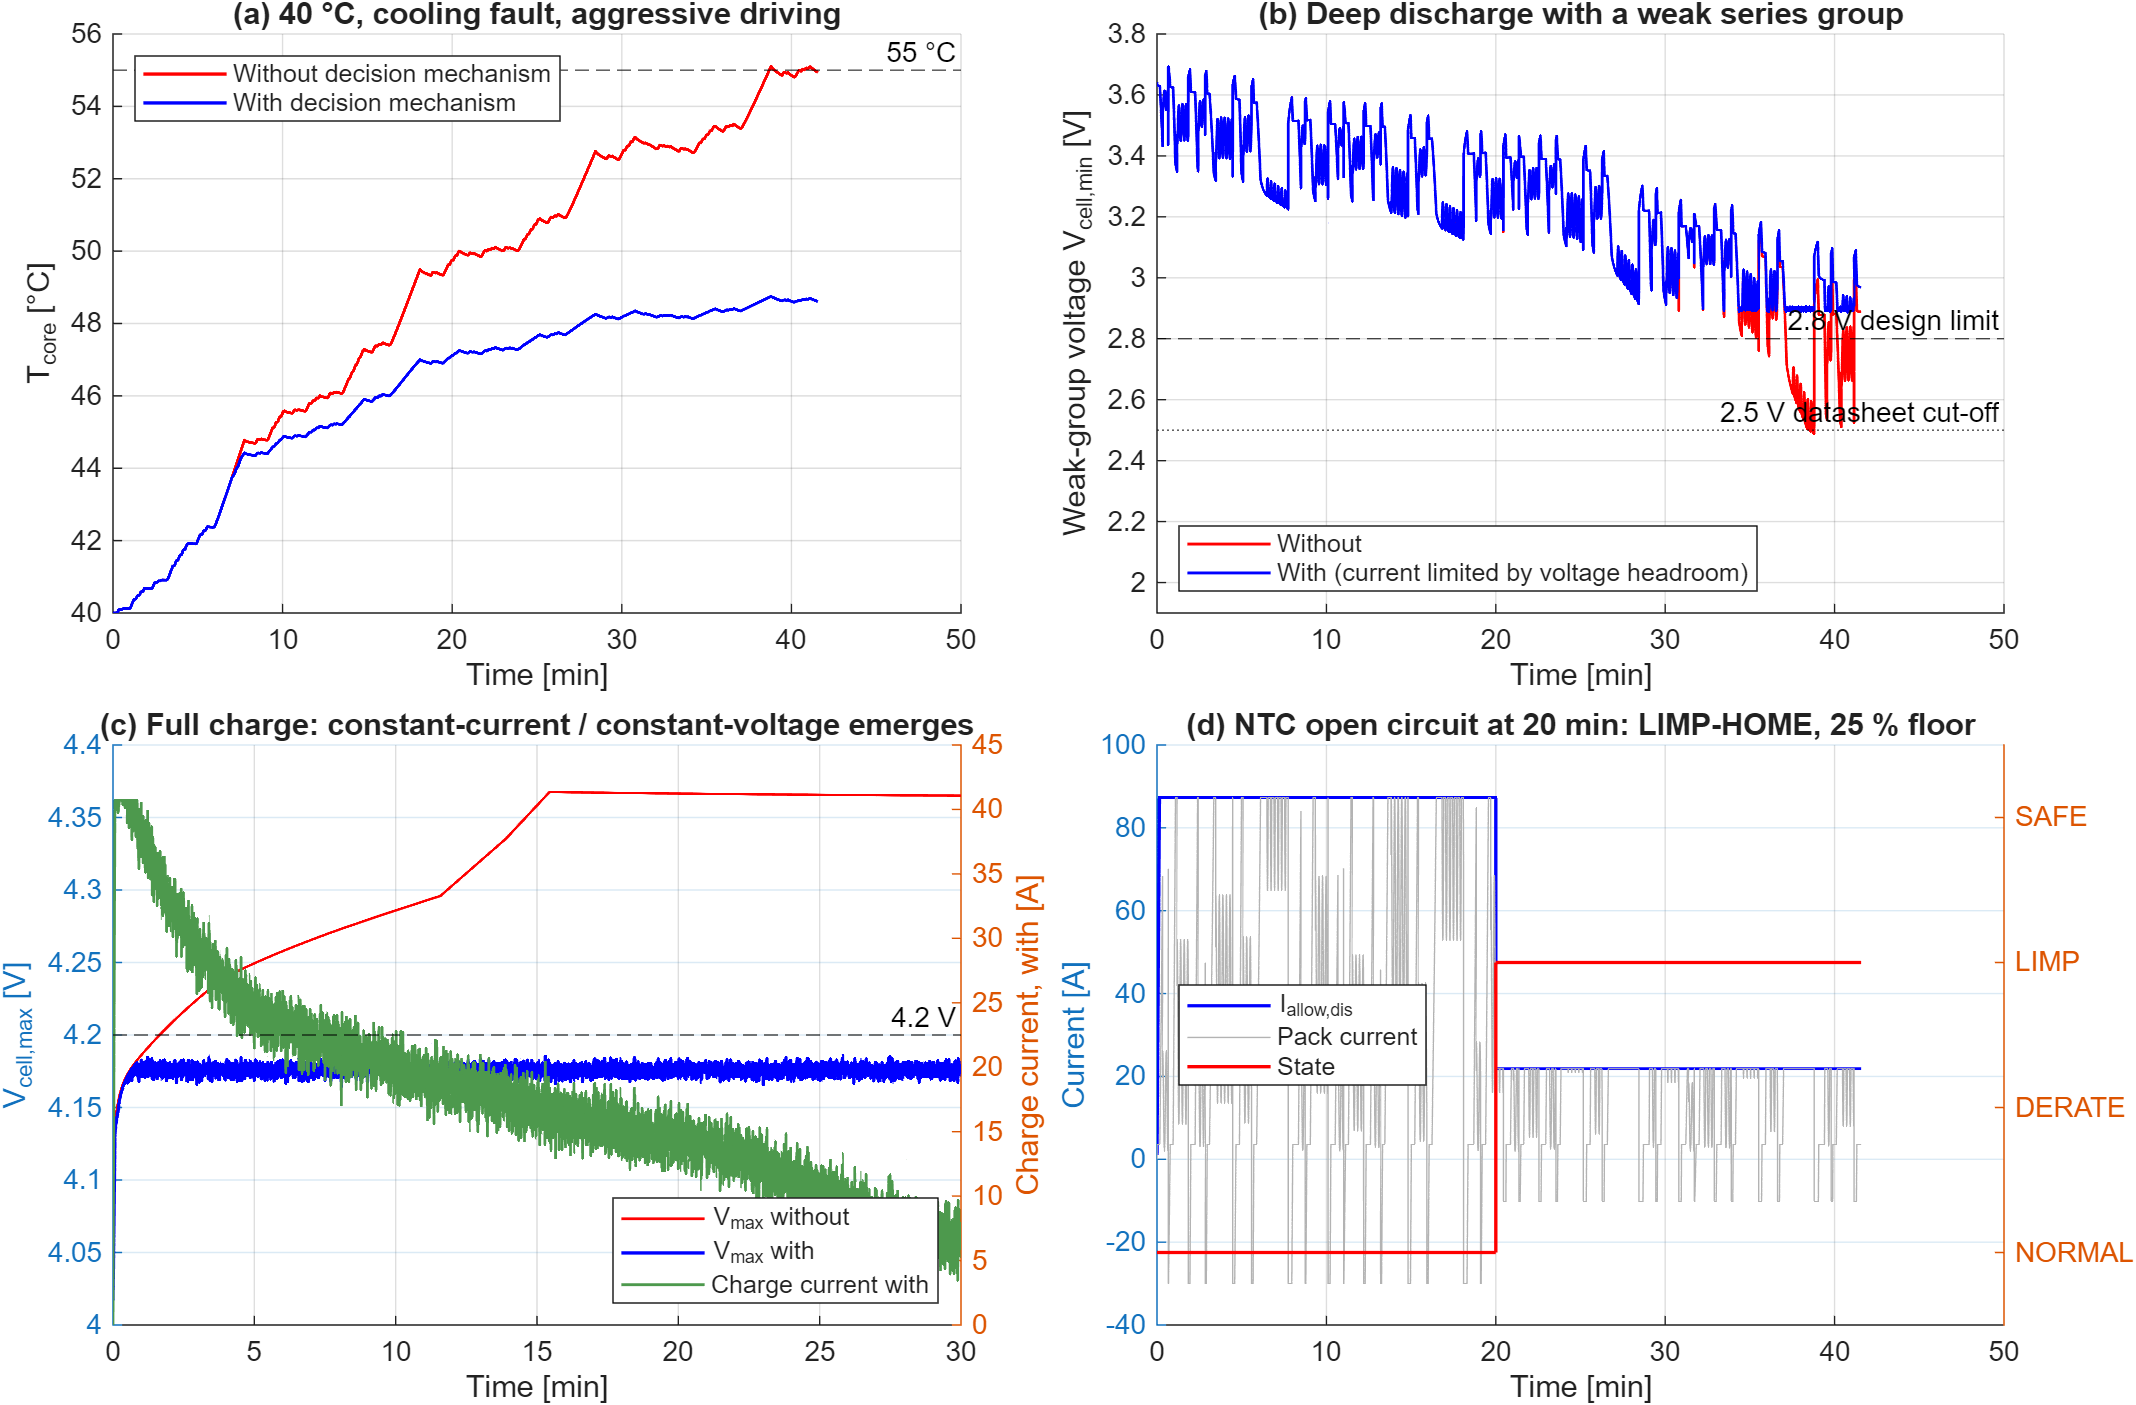 (a) 40 °C, cooling fault, aggressive driving
56
54
52
50
48
46
44
42
40
T_core [°C]
55 °C
Without decision mechanism
With decision mechanism
0 10 20 30 40 50
Time [min]
(b) Deep discharge with a weak series group
3.8
3.6
3.4
3.2
3
2.8
2.6
2.4
2.2
2
Weak-group voltage V_cell,min [V]
2.8 V design limit
2.5 V datasheet cut-off
Without
With (current limited by voltage headroom)
0 10 20 30 40 50
Time [min]
(c) Full charge: constant-current / constant-voltage emerges
4.4
4.35
4.3
4.25
4.2
4.15
4.1
4.05
4
V_cell,max [V]
4.2 V
45
40
35
30
25
20
15
10
5
0
Charge current, with [A]
V_max without
V_max with
Charge current with
0 5 10 15 20 25 30
Time [min]
(d) NTC open circuit at 20 min: LIMP-HOME, 25 % floor
100
80
60
40
20
0
-20
-40
Current [A]
SAFE
LIMP
DERATE
NORMAL
I_allow,dis
Pack current
State
0 10 20 30 40 50
Time [min]